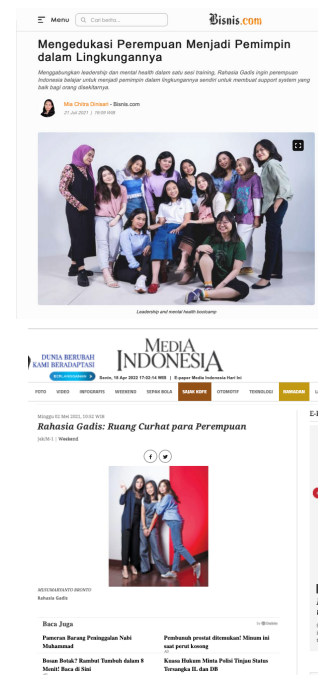 Menu
Cari berita...
Bisnis.com
Mengedukasi Perempuan Menjadi Pemimpin
dalam Lingkungannya
Menggabungkan leadership dan mental health dalam satu sesi training, Rahasia Gadis ingin perempuan
Indonesia belajar untuk menjadi pemimpin dalam lingkungannya sendiri untuk membuat support system yang
baik bagi orang disekitarnya.
Mia Chitra Dinisari - Bisnis.com
21 Juli 2021 | 16:55 WIB
Leadership and mental health bootcamp
DUNIA BERUBAH
KAMI BERADAPTASI
MEDIA
INDONESIA
Senin, 18 Apr 2022 17:02:14 WIB | E-paper Media Indonesia Hari Ini
FOTO VIDEO INFOGRAFIS WEEKEND SEPAK BOLA SAJAK KOFE OTOMOTIF TEKNOLOGI RAMADAN
Minggu 02 Mei 2021, 05:52 WIB
Rahasia Gadis: Ruang Curhat para Perempuan
Jek/M-1 | Weekend
Rahasia Gadis
Baca Juga
Pameran Barang Peninggalan Nabi
Muhammad
Pembunuh prostat ditemukan! Minum ini
saat perut kosong
Bosan Botak? Rambut Tumbuh dalam 8
Menit! Baca di Sini
Kuasa Hukum Minta Polisi Tinjau Status
Tersangka IL dan DB